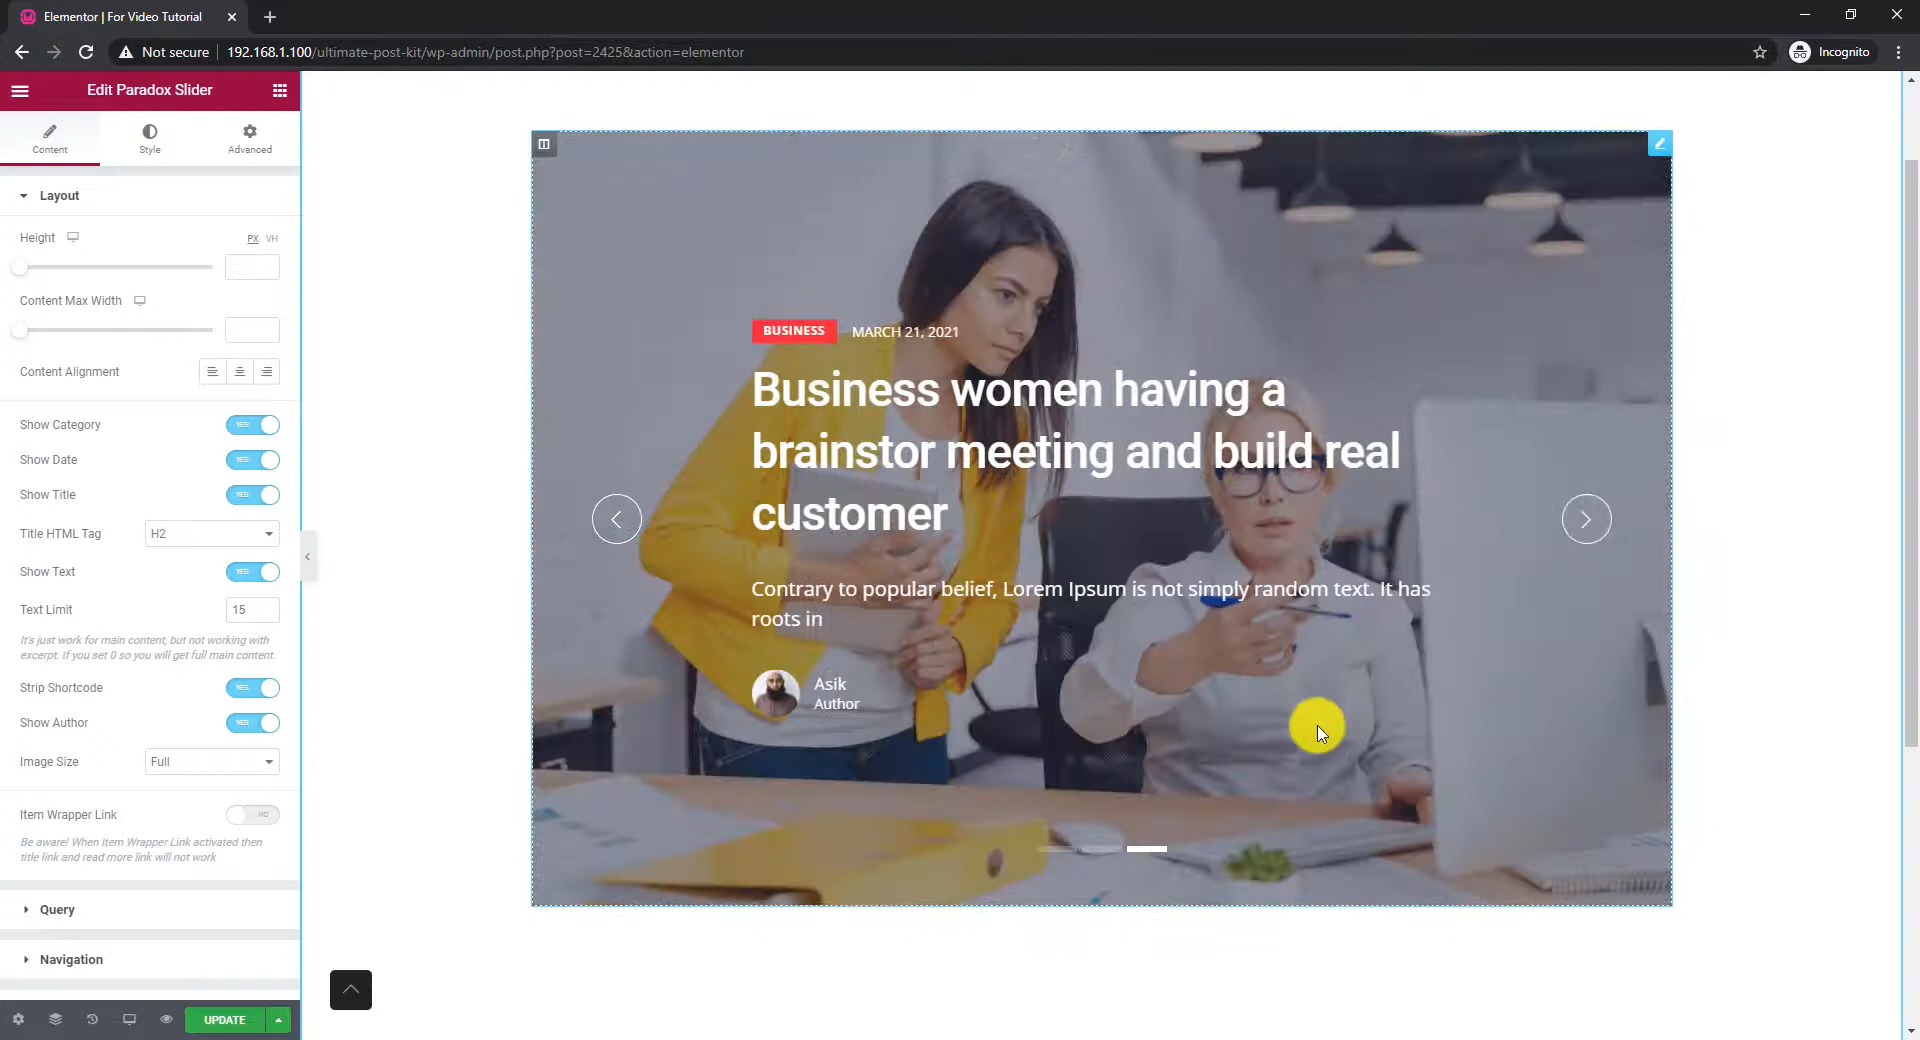 Elementor | For Video Tutorial
Not secure
192.168.1.100/ultimate-post-kit/wp-admin/post.php?post=2425&action=elementor
Incognito
Edit Paradox Slider
Content
Style
Advanced
Layout
Height
PX VH
Content Max Width
Content Alignment
Show Category
YES
Show Date
YES
Show Title
YES
Title HTML Tag
H2
Show Text
YES
Text Limit
15
It's just work for main content, but not working with
excerpt. If you set 0 so you will get full main content.
Strip Shortcode
YES
Show Author
YES
Image Size
Full
Item Wrapper Link
NO
Be aware! When Item Wrapper Link activated then
title link and read more link will not work
Query
Navigation
UPDATE
BUSINESS
MARCH 21, 2021
Business women having a
brainstor meeting and build real
customer
Contrary to popular belief, Lorem Ipsum is not simply random text. It has
roots in
Asik
Author